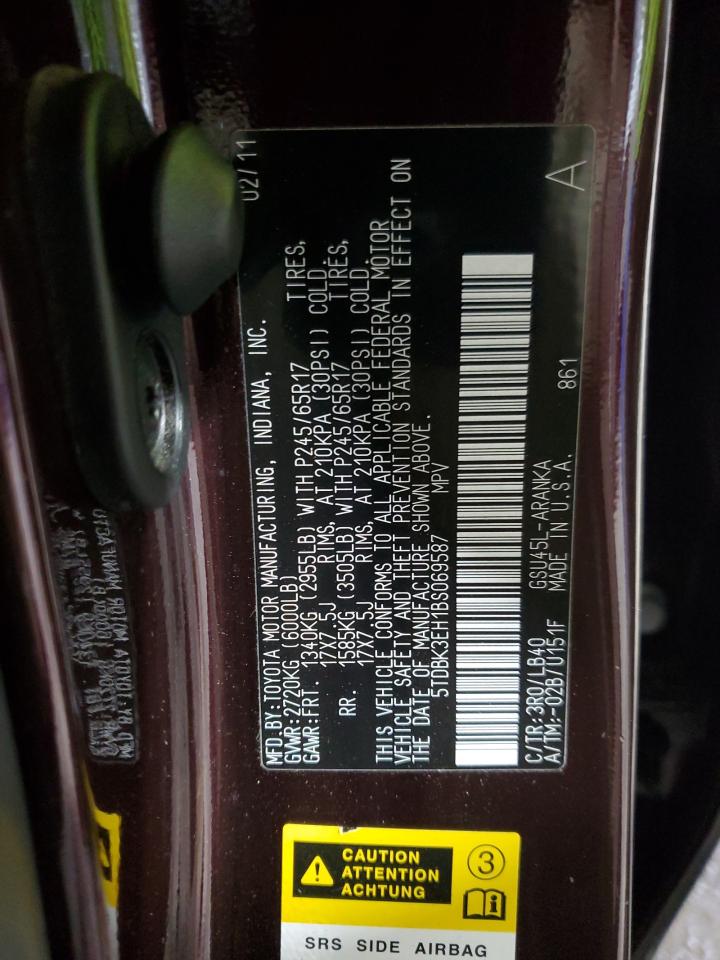 02/11
MFD.BY:TOYOTA MOTOR MANUFACTURING, INDIANA, INC.
GVWR:2720KG (6000LB)
GAWR:FRT. 1340KG (2955LB) WITH P245/65R17 TIRES,
17X7.5J RIMS, AT 210KPA (30PSI) COLD.
RR. 1585KG (3505LB) WITH P245/65R17 TIRES,
17X7.5J RIMS, AT 210KPA (30PSI) COLD.
THIS VEHICLE CONFORMS TO ALL APPLICABLE FEDERAL MOTOR
VEHICLE SAFETY AND THEFT PREVENTION STANDARDS IN EFFECT ON
THE DATE OF MANUFACTURE SHOWN ABOVE.
5TDBK3EH1BS069587 MPV
C/TR:3R0/LB40 GSU45L-ARANKA 861
A/TM:-02B/U151F MADE IN U.S.A.
A
CAUTION
ATTENTION
ACHTUNG
3
SRS SIDE AIRBAG